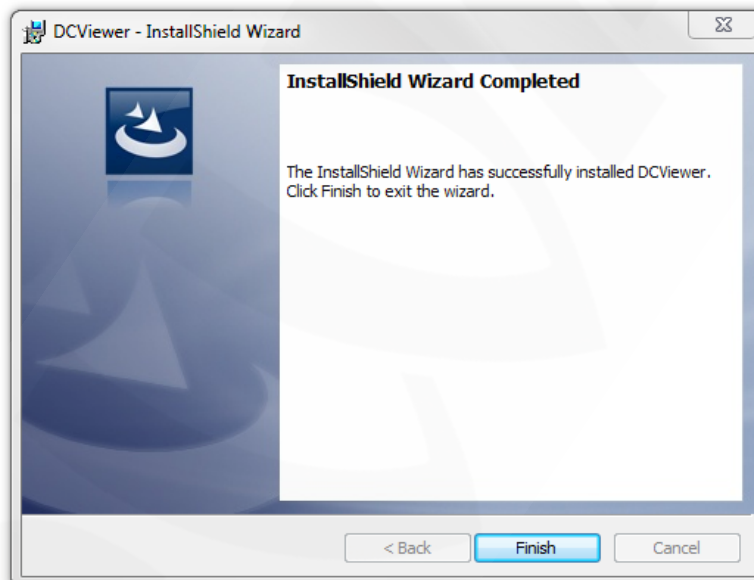 DCViewer - InstallShield Wizard
InstallShield Wizard Completed
The InstallShield Wizard has successfully installed DCViewer.
Click Finish to exit the wizard.
< Back
Finish
Cancel